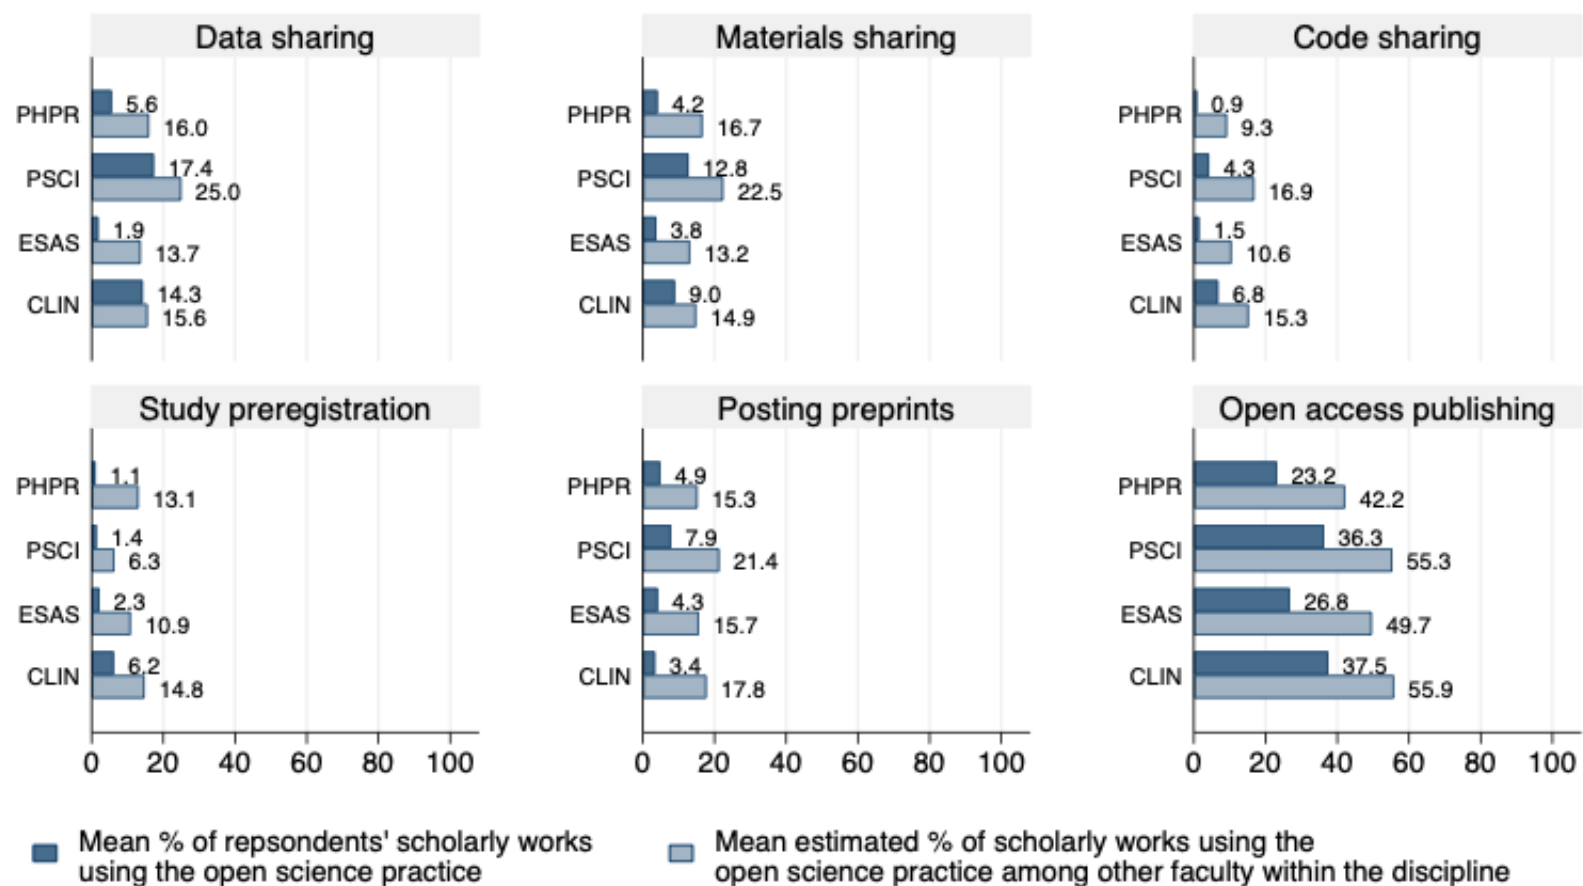 Data sharing
PHPR 5.6
16.0
PSCI 17.4
25.0
ESAS 1.9
13.7
CLIN 14.3
15.6
Materials sharing
PHPR 4.2
16.7
PSCI 12.8
22.5
ESAS 3.8
13.2
CLIN 9.0
14.9
Code sharing
PHPR 0.9
9.3
PSCI 4.3
16.9
ESAS 1.5
10.6
CLIN 6.8
15.3
Study preregistration
PHPR 1.1
13.1
PSCI 1.4
6.3
ESAS 2.3
10.9
CLIN 6.2
14.8
0 20 40 60 80 100
Posting preprints
PHPR 4.9
15.3
PSCI 7.9
21.4
ESAS 4.3
15.7
CLIN 3.4
17.8
0 20 40 60 80 100
Open access publishing
PHPR 23.2
42.2
PSCI 36.3
55.3
ESAS 26.8
49.7
CLIN 37.5
55.9
0 20 40 60 80 100
Mean % of repsondents' scholarly works
using the open science practice
Mean estimated % of scholarly works using the
open science practice among other faculty within the discipline